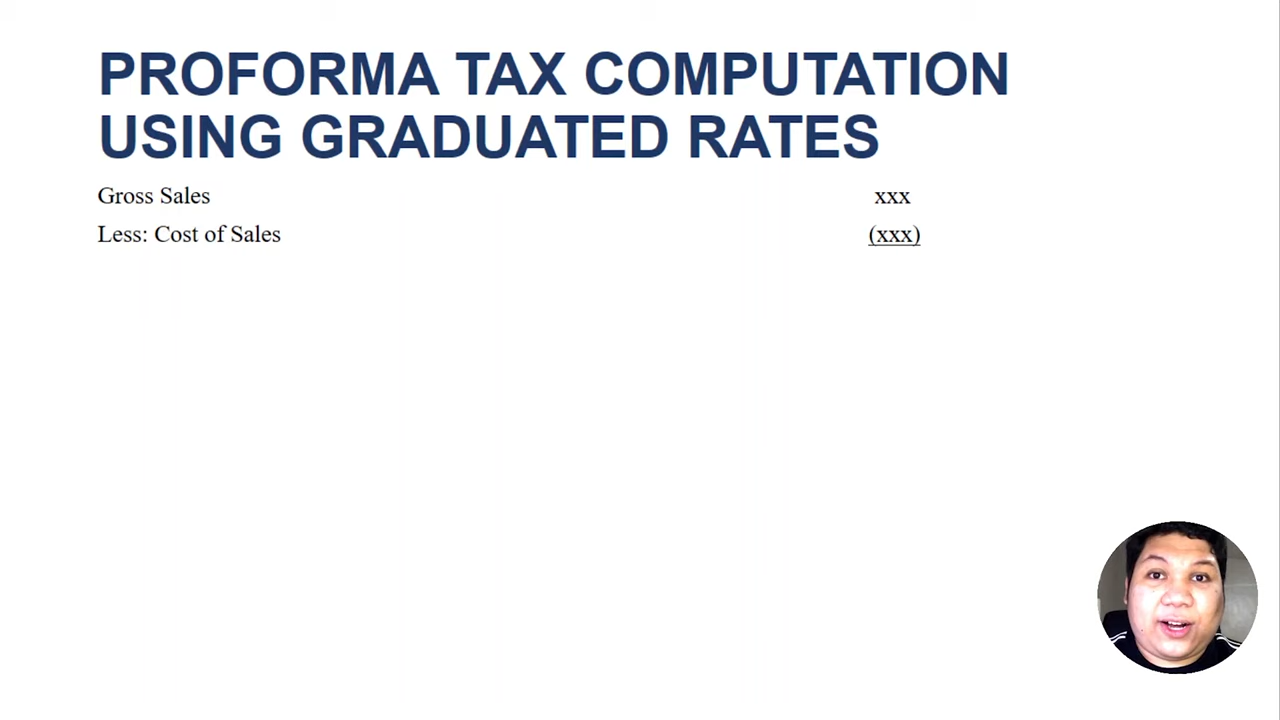 PROFORMA TAX COMPUTATION
USING GRADUATED RATES
Gross Sales xxx
Less: Cost of Sales (xxx)